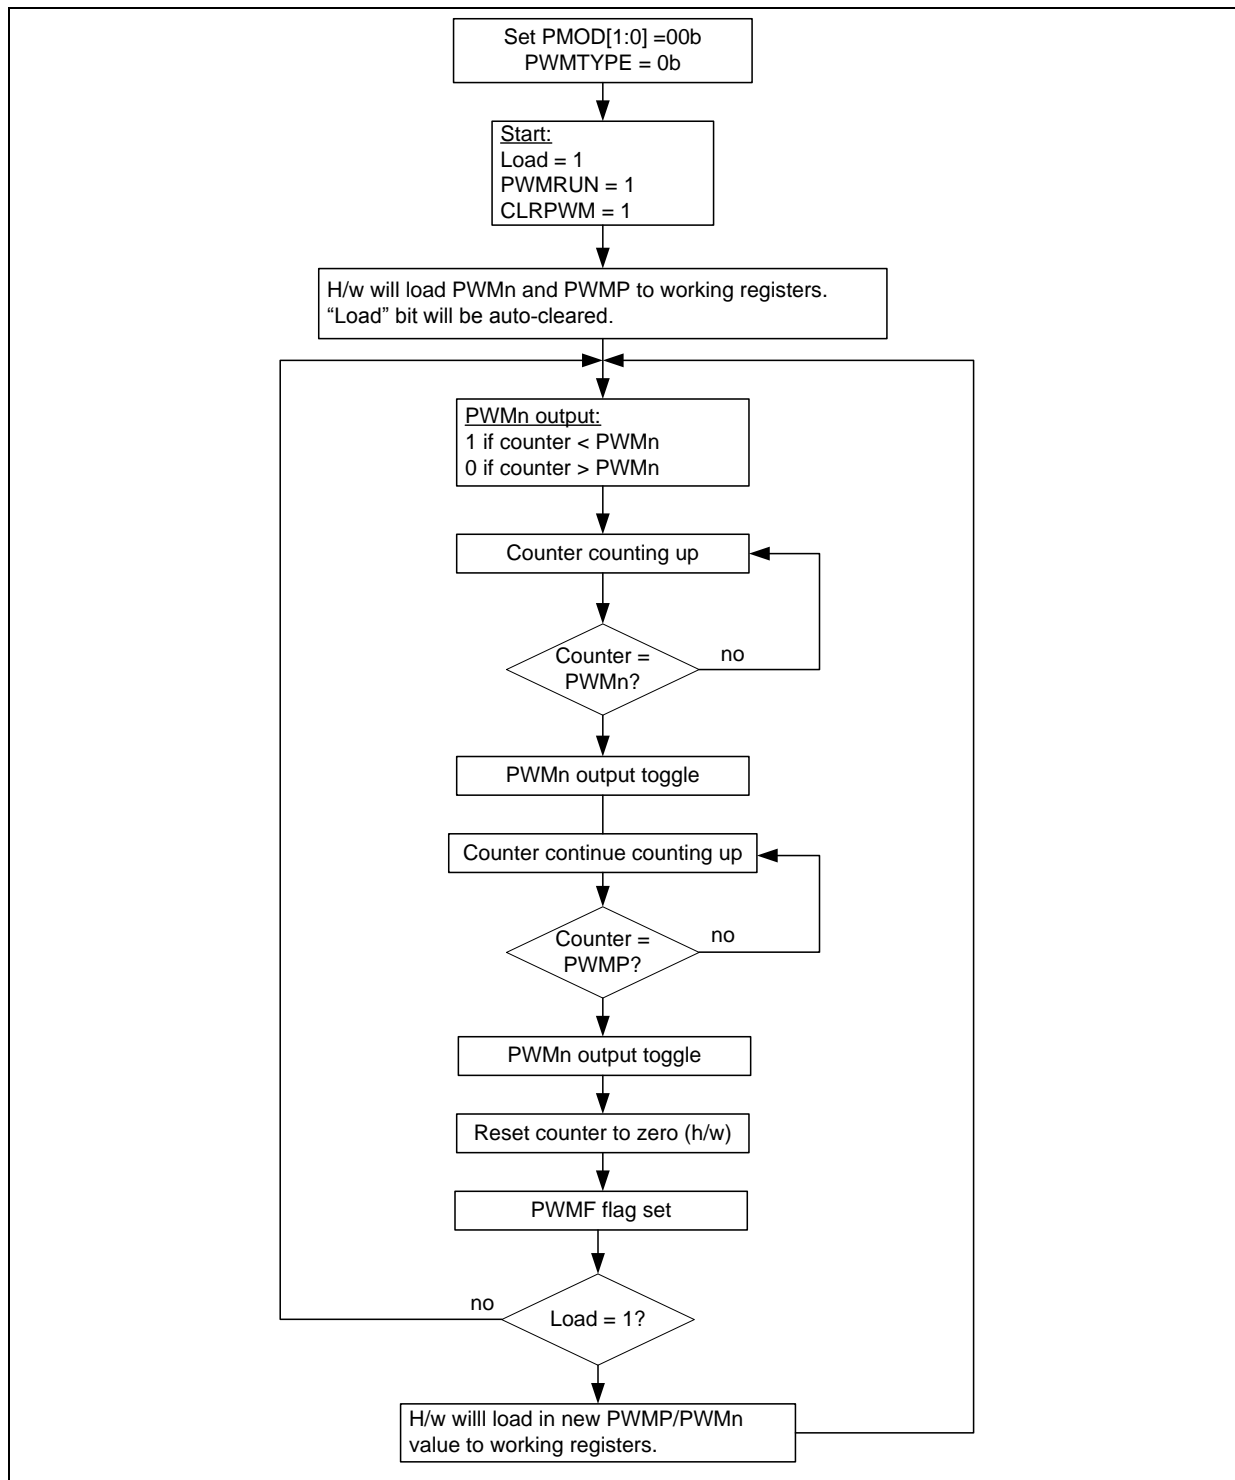 Set PMOD[1:0] =00b
PWMTYPE = 0b
Start:
Load = 1
PWMRUN = 1
CLRPWM = 1
H/w will load PWMn and PWMP to working registers.
“Load” bit will be auto-cleared.
PWMn output:
1 if counter < PWMn
0 if counter > PWMn
Counter counting up
Counter =
PWMn?
no
PWMn output toggle
Counter continue counting up
Counter =
PWMP?
no
PWMn output toggle
Reset counter to zero (h/w)
PWMF flag set
Load = 1?
no
H/w willl load in new PWMP/PWMn
value to working registers.